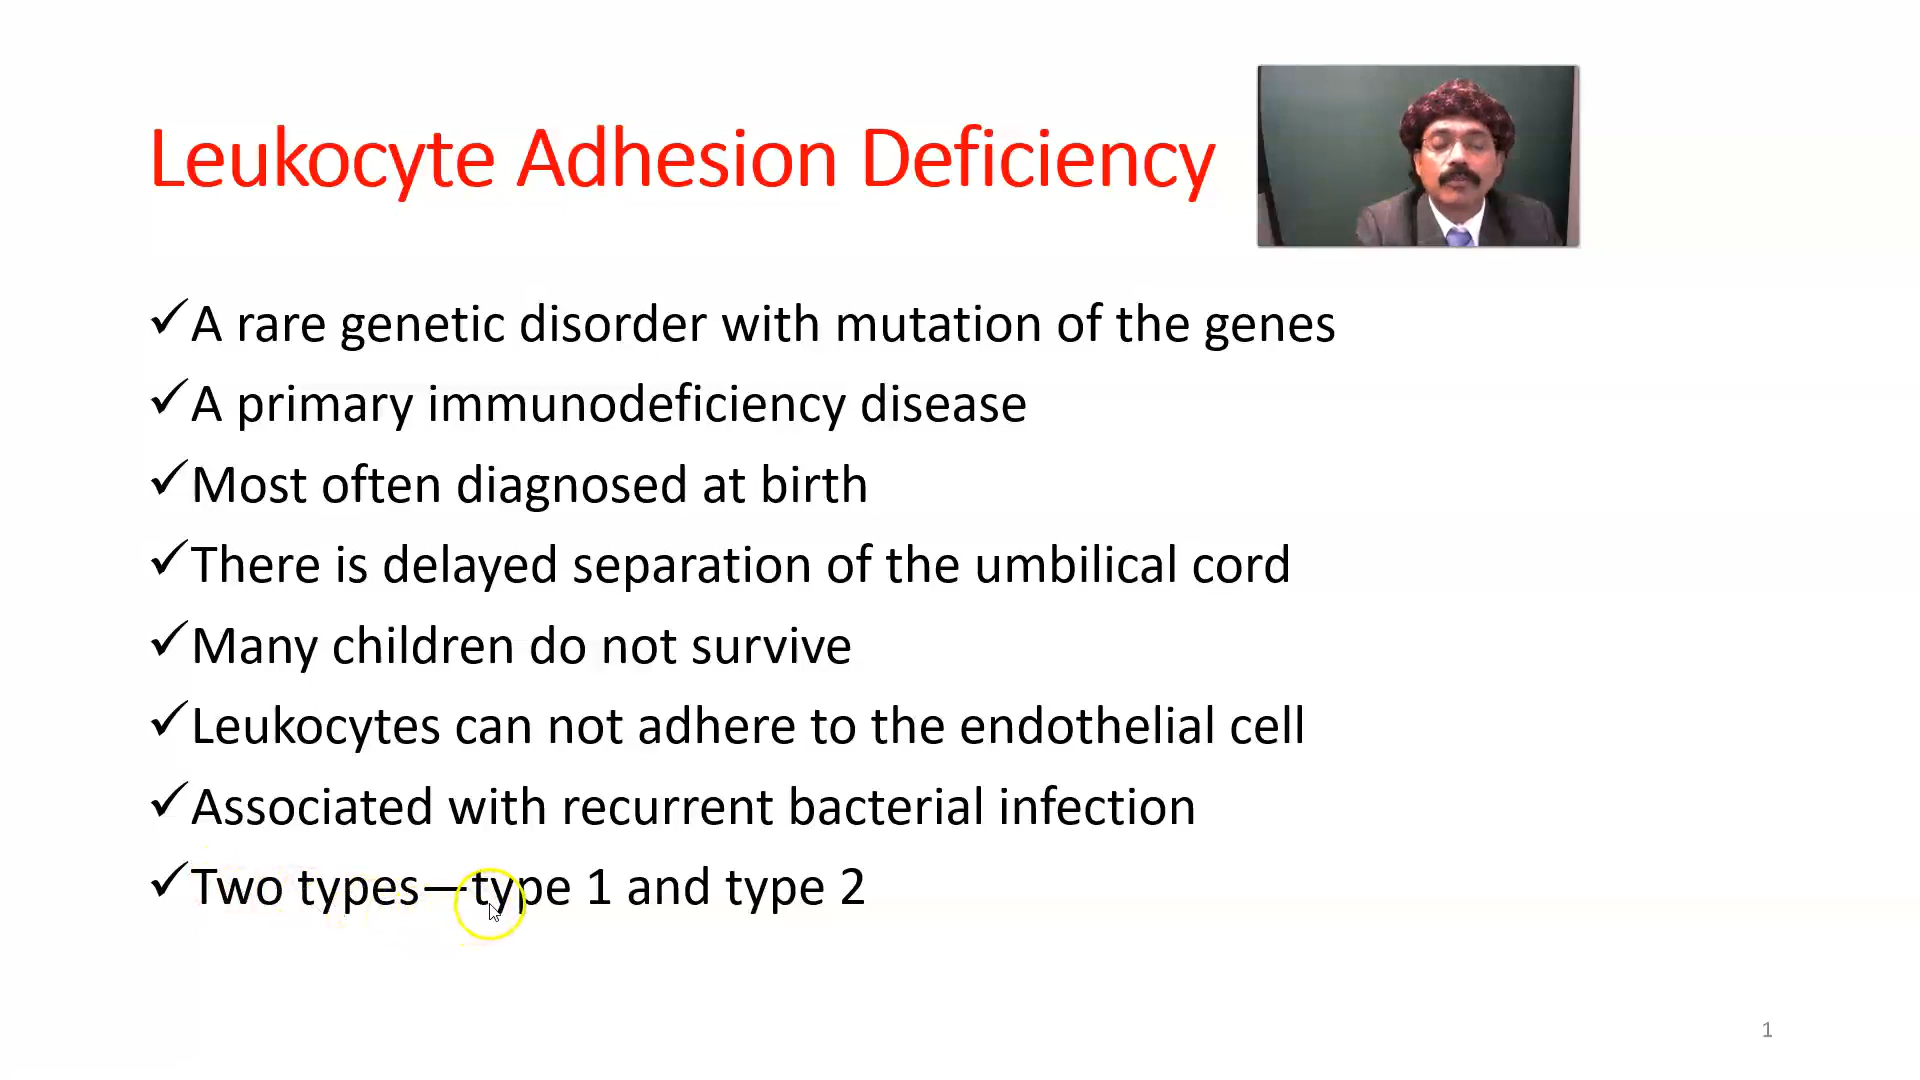 Leukocyte Adhesion Deficiency
✓A rare genetic disorder with mutation of the genes
✓A primary immunodeficiency disease
✓Most often diagnosed at birth
✓There is delayed separation of the umbilical cord
✓Many children do not survive
✓Leukocytes can not adhere to the endothelial cell
✓Associated with recurrent bacterial infection
✓Two types—type 1 and type 2
1